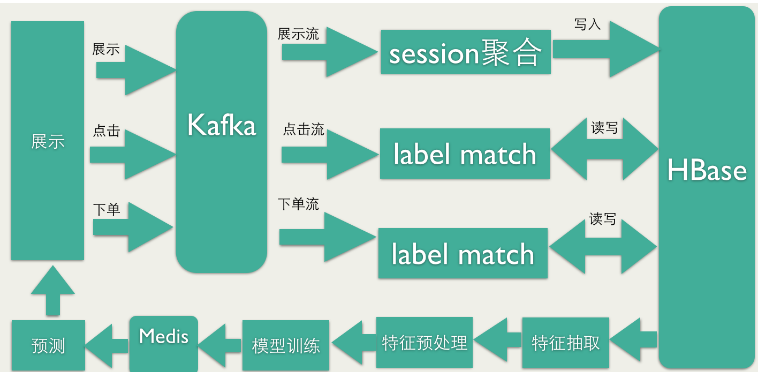 展示
展示
点击
下单
Kafka
展示流
点击流
下单流
session聚合
label match
label match
写入
读写
读写
HBase
预测
Medis
模型训练
特征预处理
特征抽取